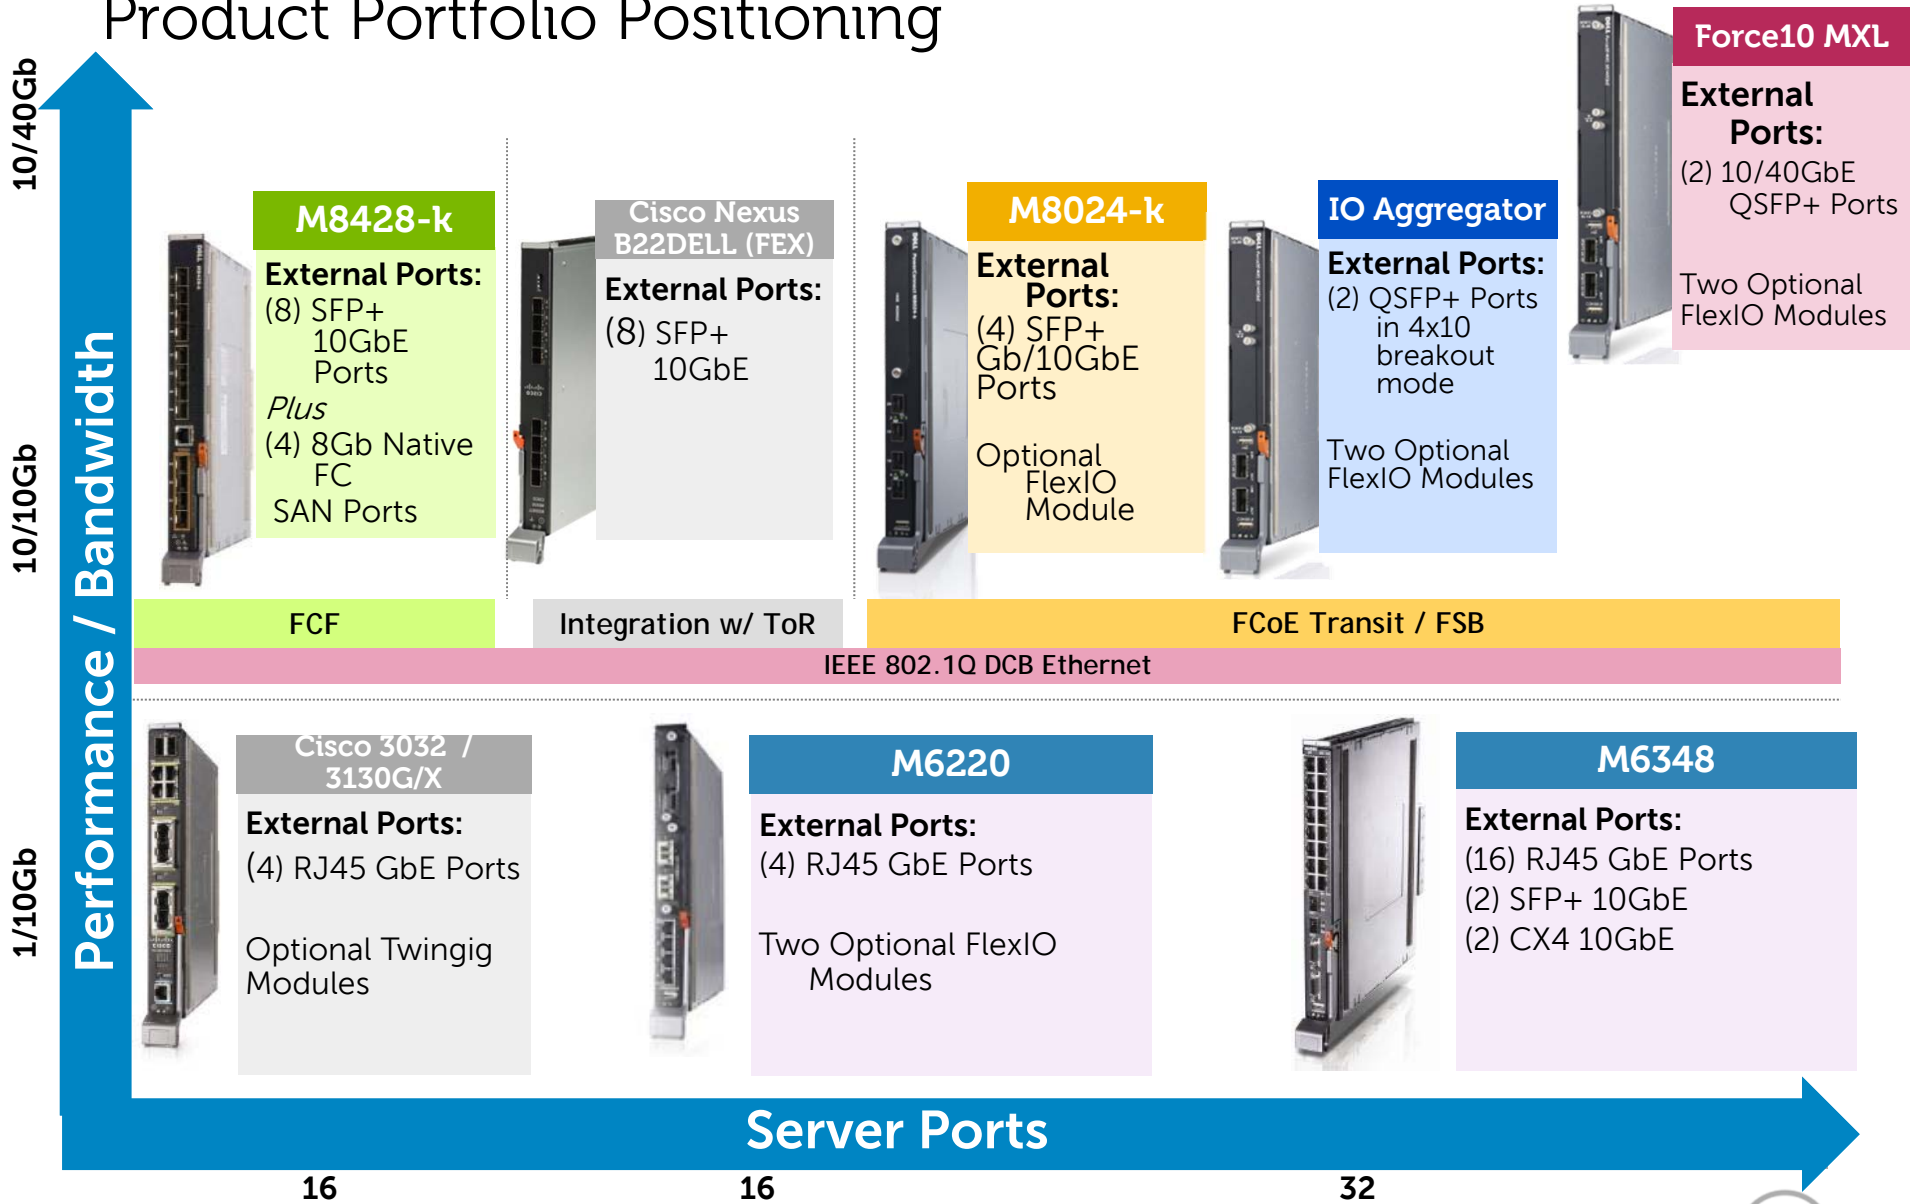 Product Portfolio Positioning
10/40Gb
10/10Gb
1/10Gb
Performance / Bandwidth
Force10 MXL
External
Ports:
(2) 10/40GbE
QSFP+ Ports
Two Optional
FlexIO Modules
M8428-k
External Ports:
(8) SFP+
10GbE
Ports
Plus
(4) 8Gb Native
FC
SAN Ports
Cisco Nexus
B22DELL (FEX)
External Ports:
(8) SFP+
10GbE
M8024-k
External
Ports:
(4) SFP+
Gb/10GbE
Ports
Optional
FlexIO
Module
IO Aggregator
External Ports:
(2) QSFP+ Ports
in 4x10
breakout
mode
Two Optional
FlexIO Modules
FCF
Integration w/ ToR
FCoE Transit / FSB
IEEE 802.1Q DCB Ethernet
Cisco 3032 /
3130G/X
External Ports:
(4) RJ45 GbE Ports
Optional Twingig
Modules
M6220
External Ports:
(4) RJ45 GbE Ports
Two Optional FlexIO
Modules
M6348
External Ports:
(16) RJ45 GbE Ports
(2) SFP+ 10GbE
(2) CX4 10GbE
Server Ports
16
16
32